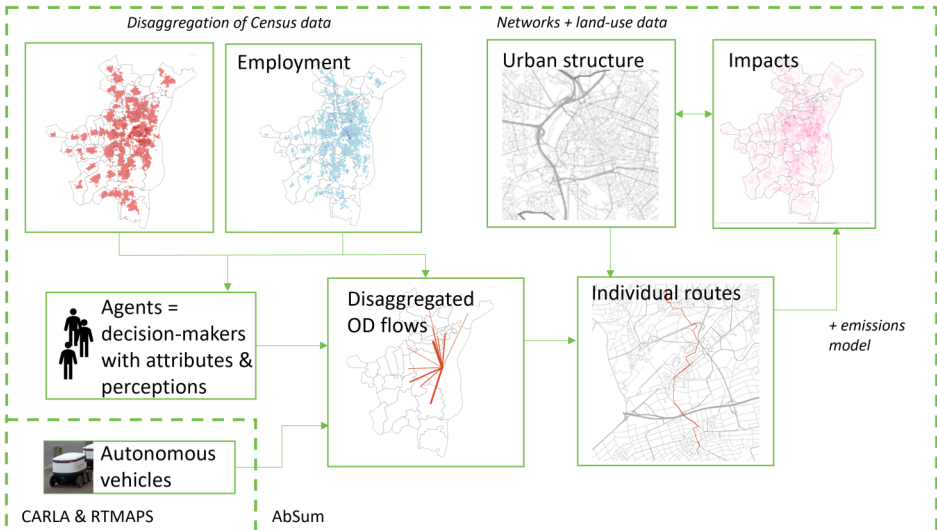 Disaggregation of Census data
Networks + land-use data
Employment
Urban structure
Impacts
Agents =
decision-makers
with attributes &
perceptions
Disaggregated
OD flows
Individual routes
+ emissions
model
Autonomous
vehicles
CARLA & RTMAPS
AbSum